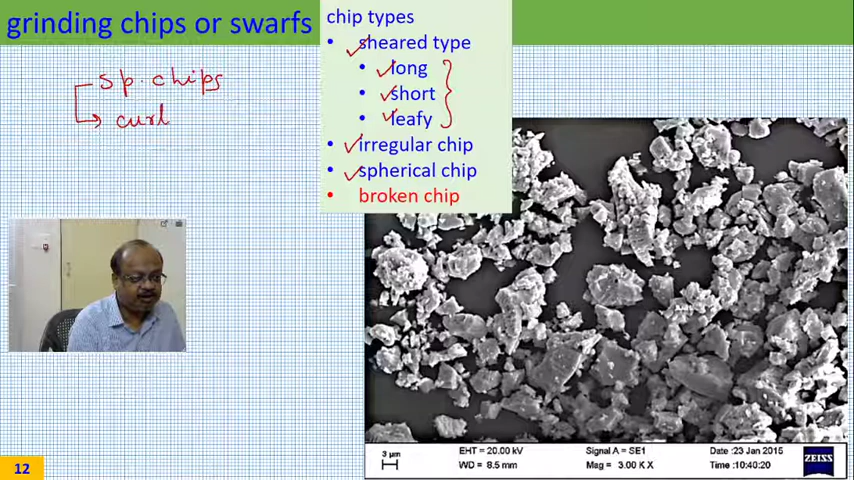 grinding chips or swarfs
sp. chips
curl
chip types
• sheared type
• long
• short
• leafy
• irregular chip
• spherical chip
• broken chip
3 µm
EHT = 20.00 kV
Signal A = SE1
Date :23 Jan 2015
WD = 8.5 mm
Mag = 3.00 K X
Time :10:40:20
ZEISS
12